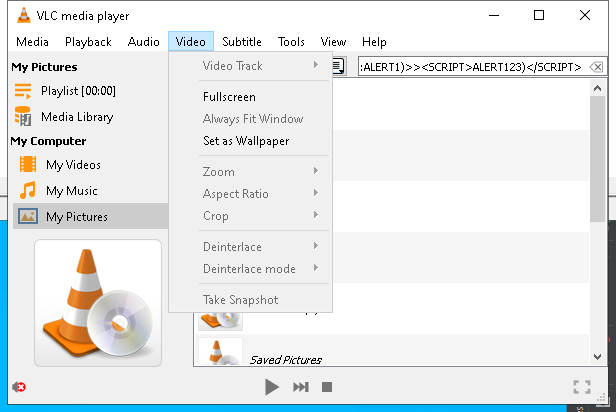 VLC media player
Media Playback Audio Video Subtitle Tools View Help
My Pictures
Playlist [00:00]
Media Library
My Computer
My Videos
My Music
My Pictures
Video Track
Fullscreen
Always Fit Window
Set as Wallpaper
Zoom
Aspect Ratio
Crop
Deinterlace
Deinterlace mode
Take Snapshot
:ALERT1)>><SCRIPT>ALERT123)</SCRIPT>
Saved Pictures